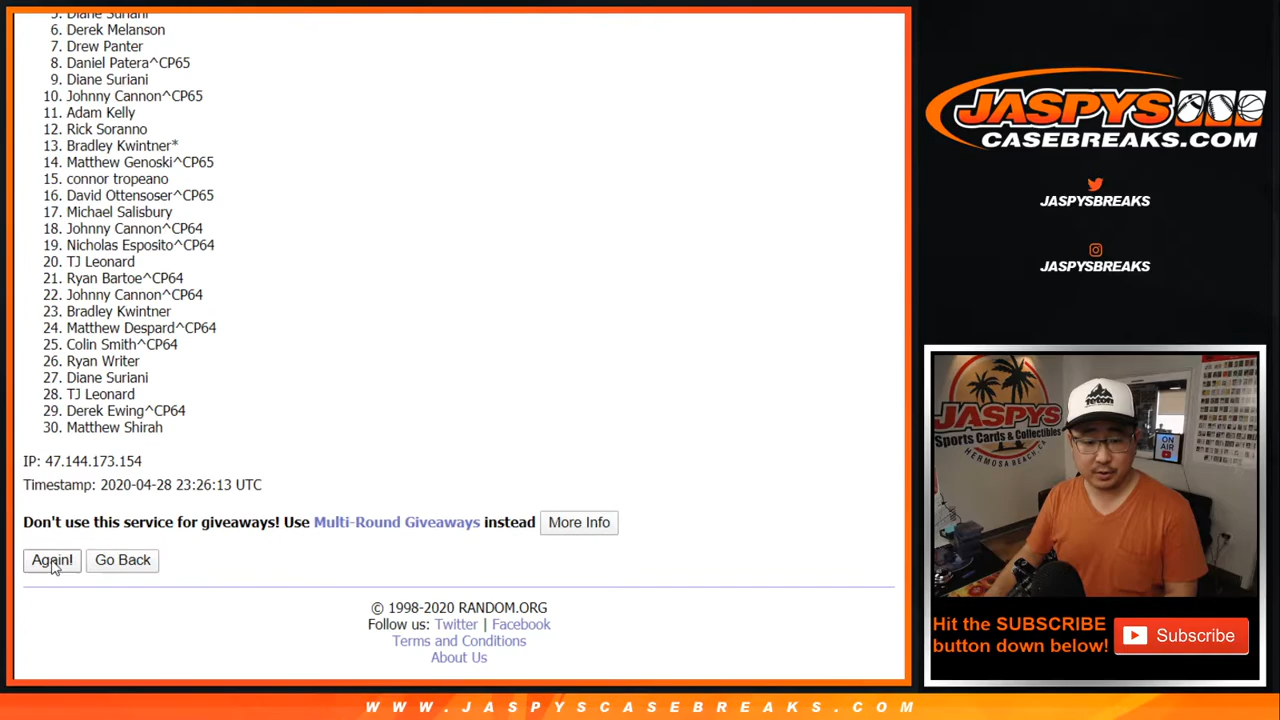 5. Diane Suriani
6. Derek Melanson
7. Drew Panter
8. Daniel Patera^CP65
9. Diane Suriani
10. Johnny Cannon^CP65
11. Adam Kelly
12. Rick Soranno
13. Bradley Kwintner*
14. Matthew Genoski^CP65
15. connor tropeano
16. David Ottensoser^CP65
17. Michael Salisbury
18. Johnny Cannon^CP64
19. Nicholas Esposito^CP64
20. TJ Leonard
21. Ryan Bartoe^CP64
22. Johnny Cannon^CP64
23. Bradley Kwintner
24. Matthew Despard^CP64
25. Colin Smith^CP64
26. Ryan Writer
27. Diane Suriani
28. TJ Leonard
29. Derek Ewing^CP64
30. Matthew Shirah
IP: 47.144.173.154
Timestamp: 2020-04-28 23:26:13 UTC
Don't use this service for giveaways! Use Multi-Round Giveaways instead More Info
Again! Go Back
© 1998-2020 RANDOM.ORG
Follow us: Twitter | Facebook
Terms and Conditions
About Us
JASPYS
CASEBREAKS.COM
JASPYSBREAKS
JASPYSBREAKS
JASPYS
Sports Cards & Collectibles
HERMOSA BEACH, CA
teton
ON
AIR
Hit the SUBSCRIBE
button down below!
Subscribe
WWW.JASPYSCASEBREAKS.COM